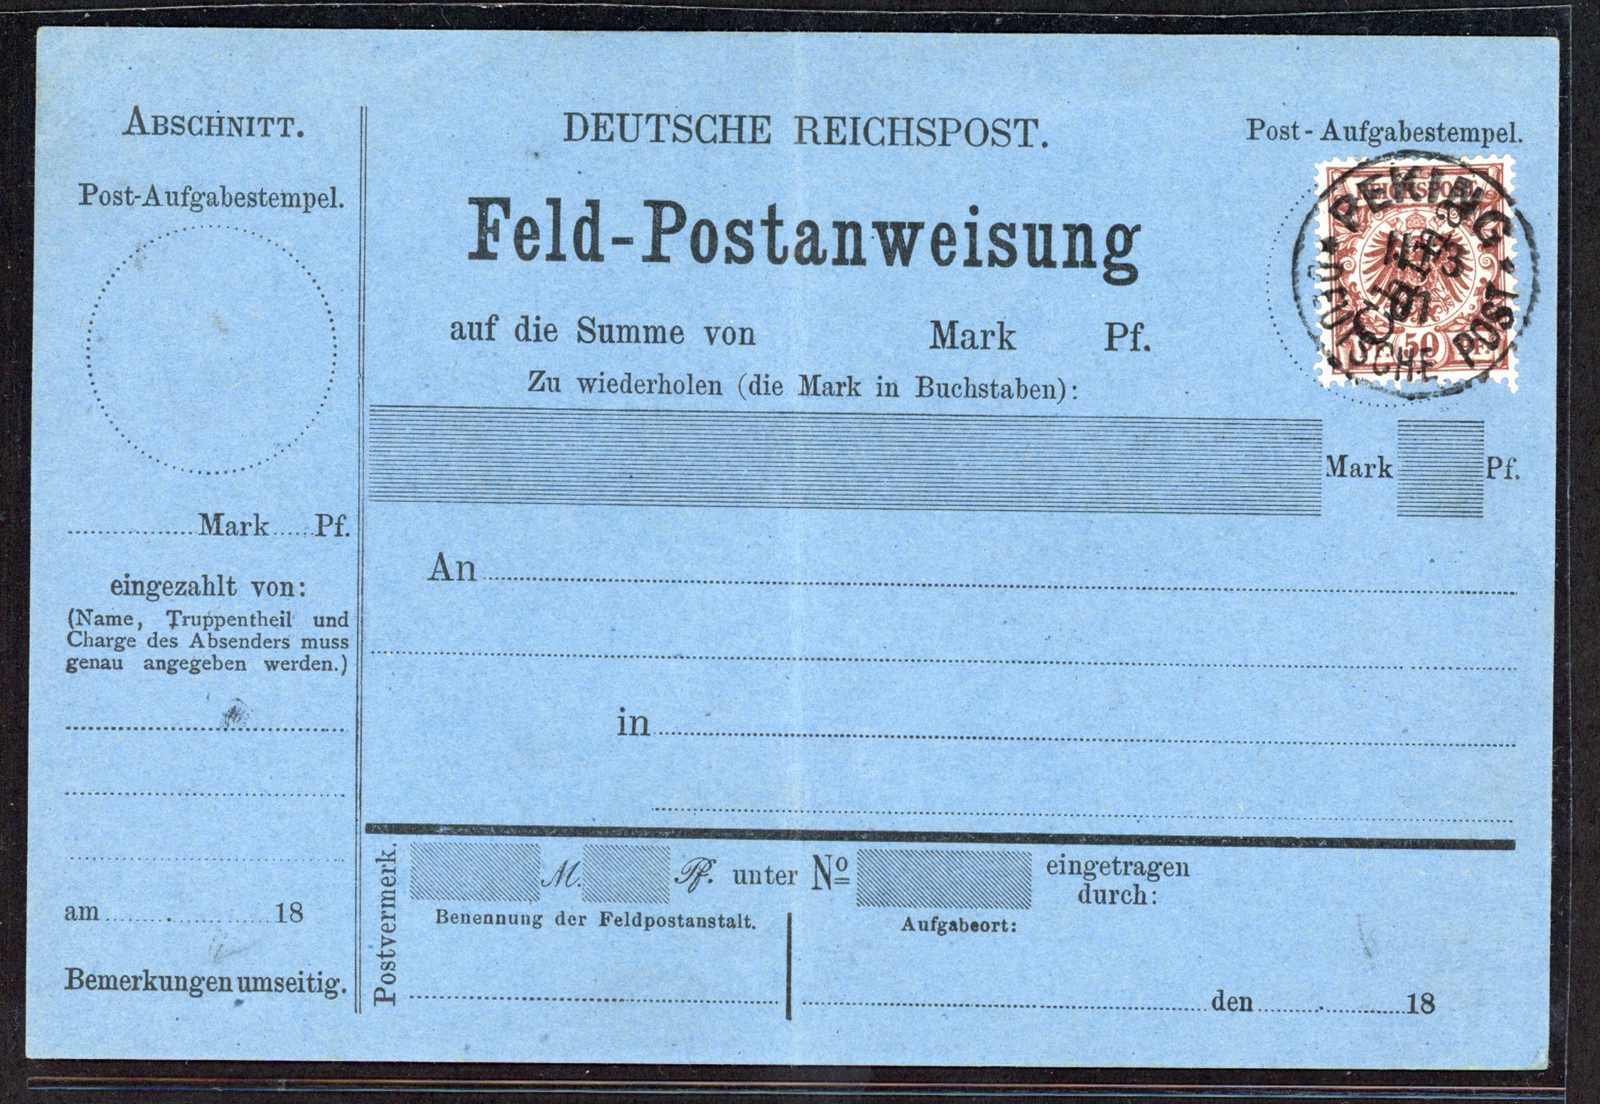 ABSCHNITT.
Post-Aufgabestempel.
Mark Pf.
eingezahlt von:
(Name, Truppentheil und
Charge des Absenders muss
genau angegeben werden.)
am 18
Bemerkungen umseitig.
DEUTSCHE REICHSPOST.
Feld-Postanweisung
auf die Summe von Mark Pf.
Zu wiederholen (die Mark in Buchstaben):
Mark Pf.
Post-Aufgabestempel.
REICHSPOST
50
PEKING
DEUTSCHE POST
An
in
Postvermerk.
M. Pf. unter No eingetragen
durch:
Benennung der Feldpostanstalt.
Aufgabeort:
den 18